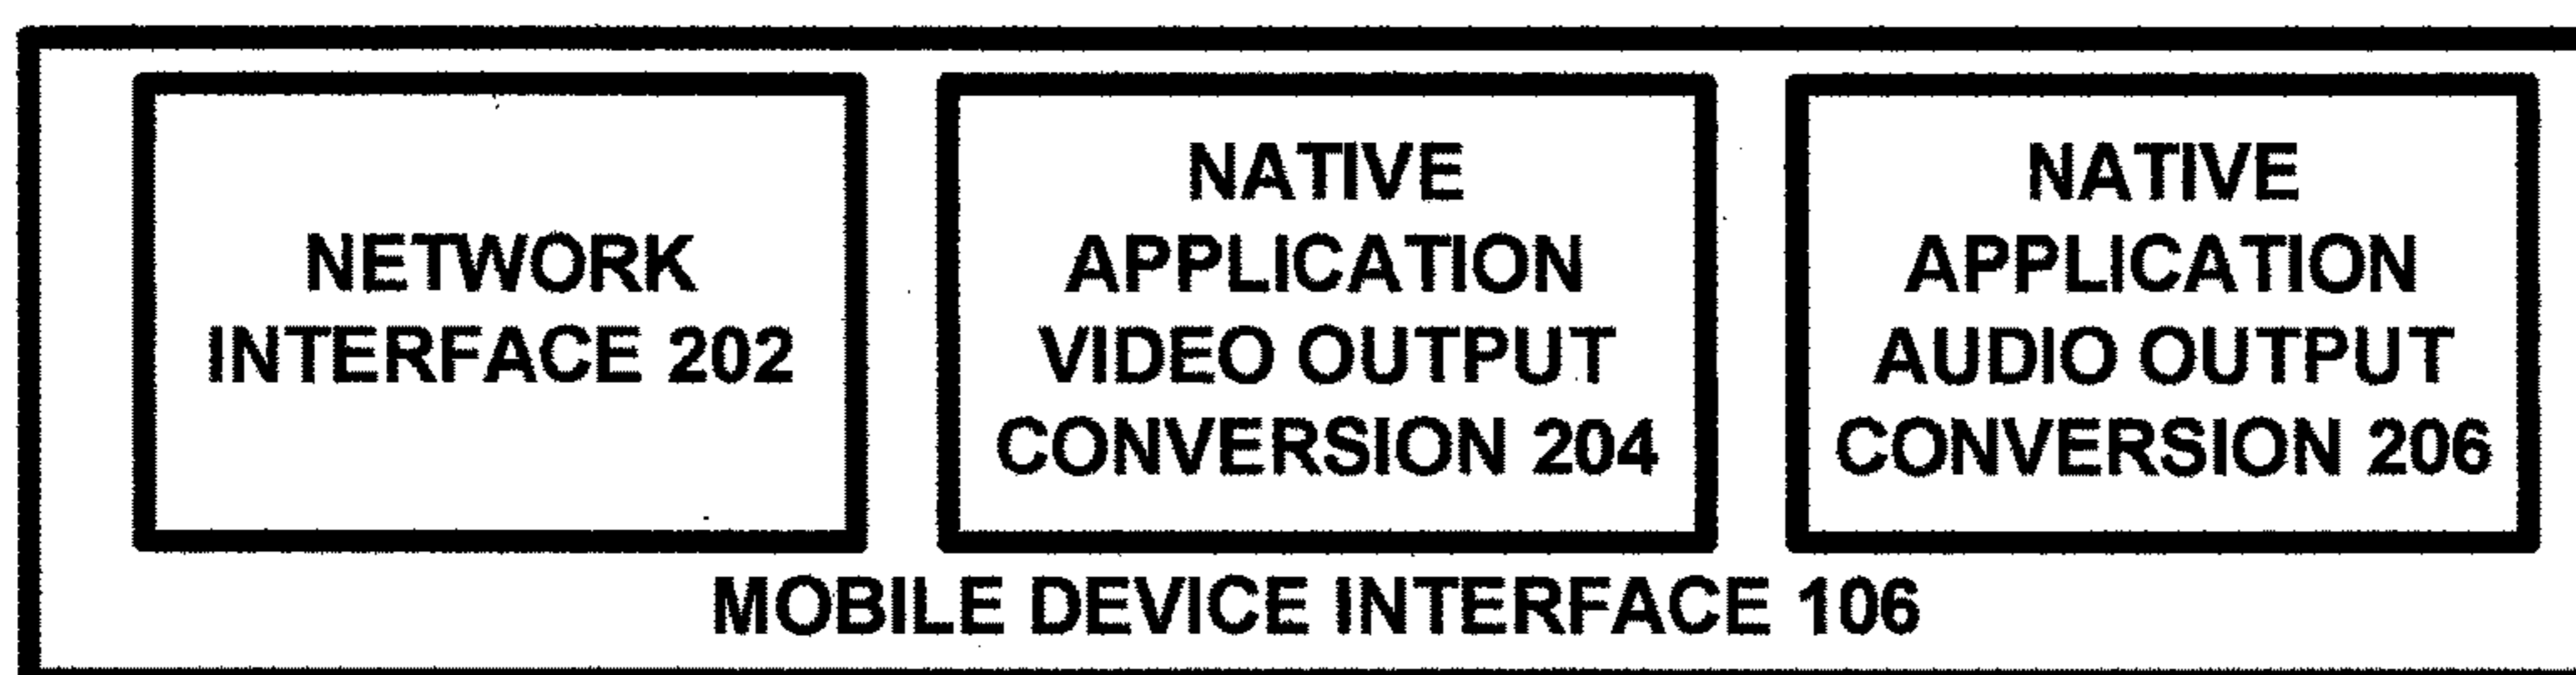 NETWORK
INTERFACE 202
NATIVE
APPLICATION
VIDEO OUTPUT
CONVERSION 204
NATIVE
APPLICATION
AUDIO OUTPUT
CONVERSION 206
MOBILE DEVICE INTERFACE 106